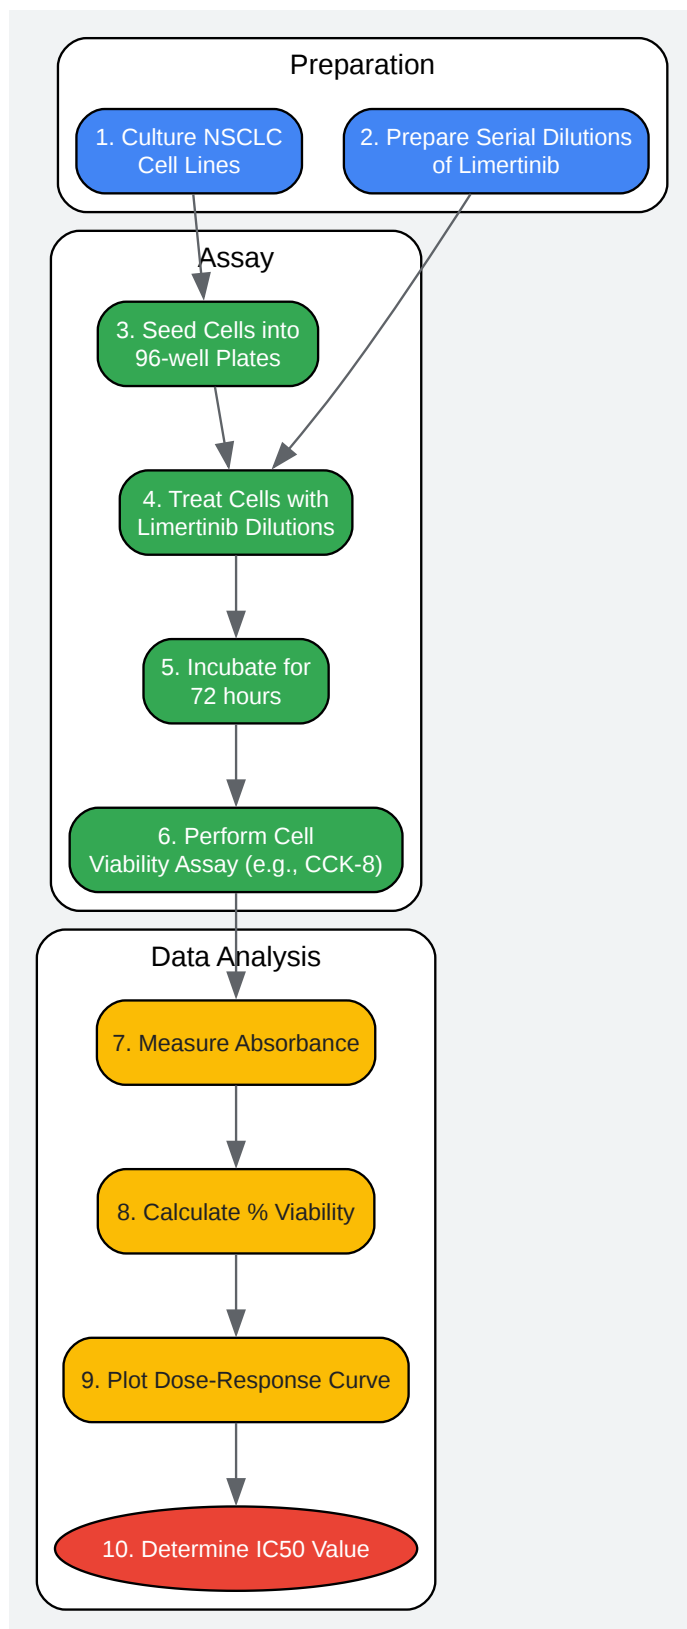 Preparation
1. Culture NSCLC
Cell Lines
2. Prepare Serial Dilutions
of Limertinib
Assay
3. Seed Cells into
96-well Plates
4. Treat Cells with
Limertinib Dilutions
5. Incubate for
72 hours
6. Perform Cell
Viability Assay (e.g., CCK-8)
Data Analysis
7. Measure Absorbance
8. Calculate % Viability
9. Plot Dose-Response Curve
10. Determine IC50 Value